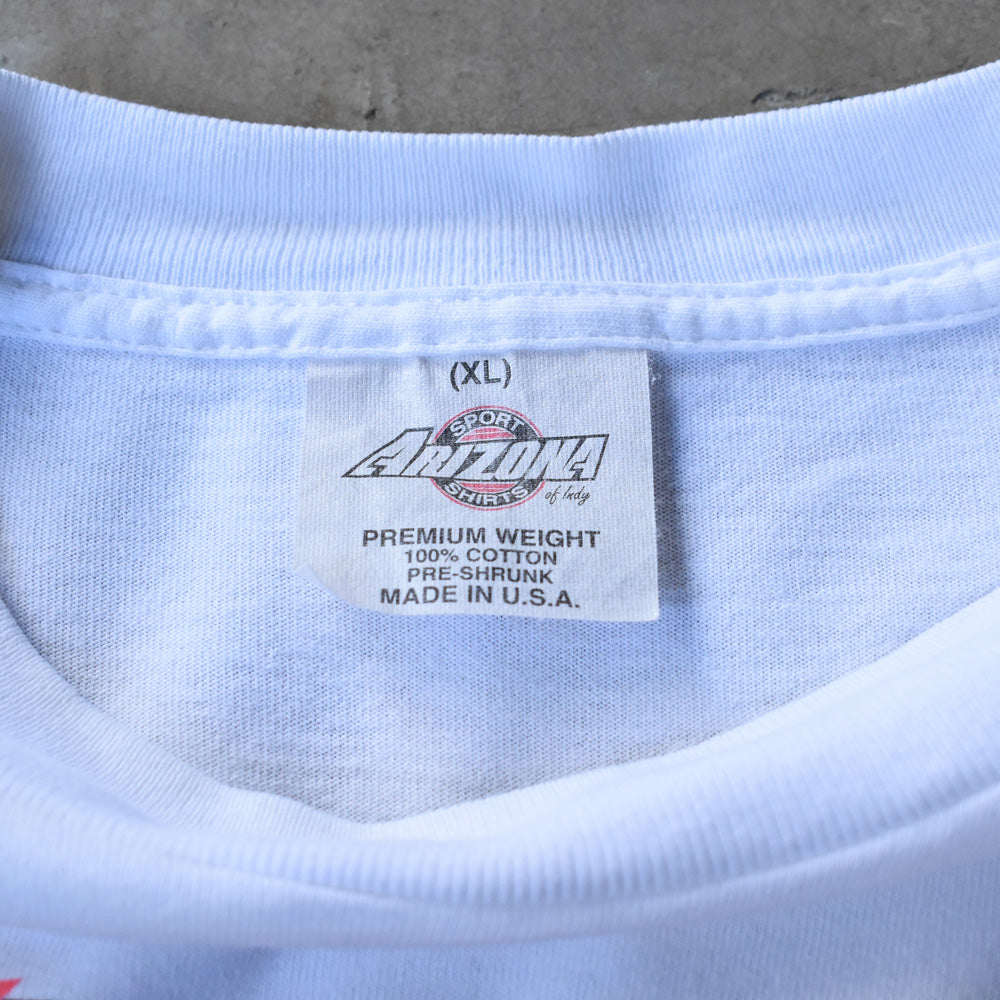 (XL)
SPORT
ARIZONA
SHIRTS
of Indy
PREMIUM WEIGHT
100% COTTON
PRE-SHRUNK
MADE IN U.S.A.